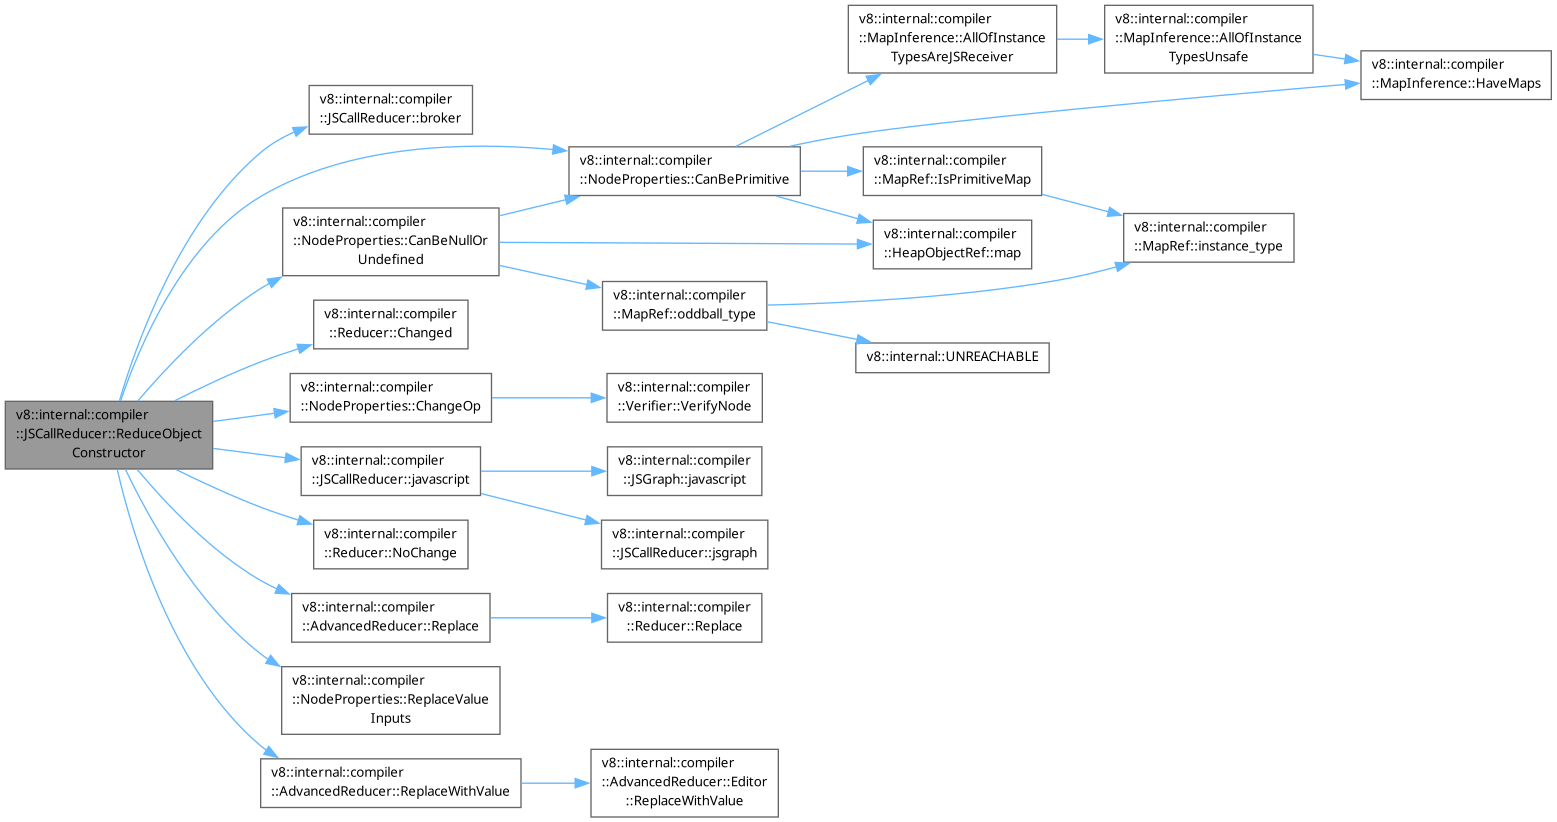 v8::internal::compiler
::JSCallReducer::ReduceObject
Constructor
v8::internal::compiler
::JSCallReducer::broker
v8::internal::compiler
::NodeProperties::CanBePrimitive
v8::internal::compiler
::MapInference::AllOfInstance
TypesAreJSReceiver
v8::internal::compiler
::MapInference::AllOfInstance
TypesUnsafe
v8::internal::compiler
::MapInference::HaveMaps
v8::internal::compiler
::MapRef::IsPrimitiveMap
v8::internal::compiler
::MapRef::instance_type
v8::internal::compiler
::HeapObjectRef::map
v8::internal::compiler
::NodeProperties::CanBeNullOr
Undefined
v8::internal::compiler
::MapRef::oddball_type
v8::internal::UNREACHABLE
v8::internal::compiler
::Reducer::Changed
v8::internal::compiler
::NodeProperties::ChangeOp
v8::internal::compiler
::Verifier::VerifyNode
v8::internal::compiler
::JSCallReducer::javascript
v8::internal::compiler
::JSGraph::javascript
v8::internal::compiler
::JSCallReducer::jsgraph
v8::internal::compiler
::Reducer::NoChange
v8::internal::compiler
::AdvancedReducer::Replace
v8::internal::compiler
::Reducer::Replace
v8::internal::compiler
::NodeProperties::ReplaceValue
Inputs
v8::internal::compiler
::AdvancedReducer::ReplaceWithValue
v8::internal::compiler
::AdvancedReducer::Editor
::ReplaceWithValue